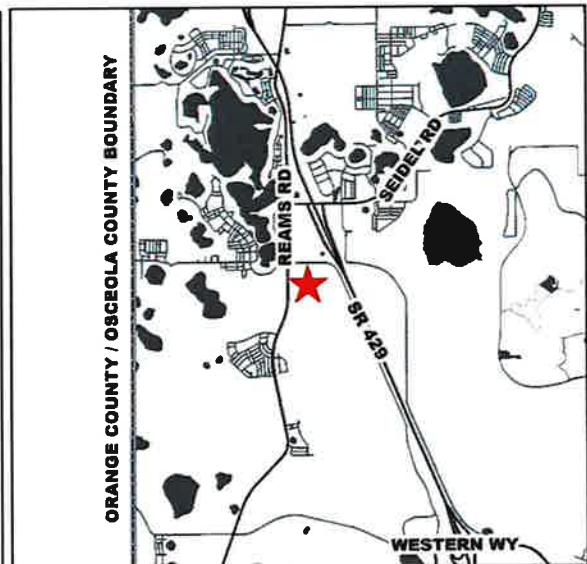 ORANGE COUNTY / OSCEOLA COUNTY BOUNDARY
REAMS RD
SEIDEL RD
SR 429
WESTERN WY